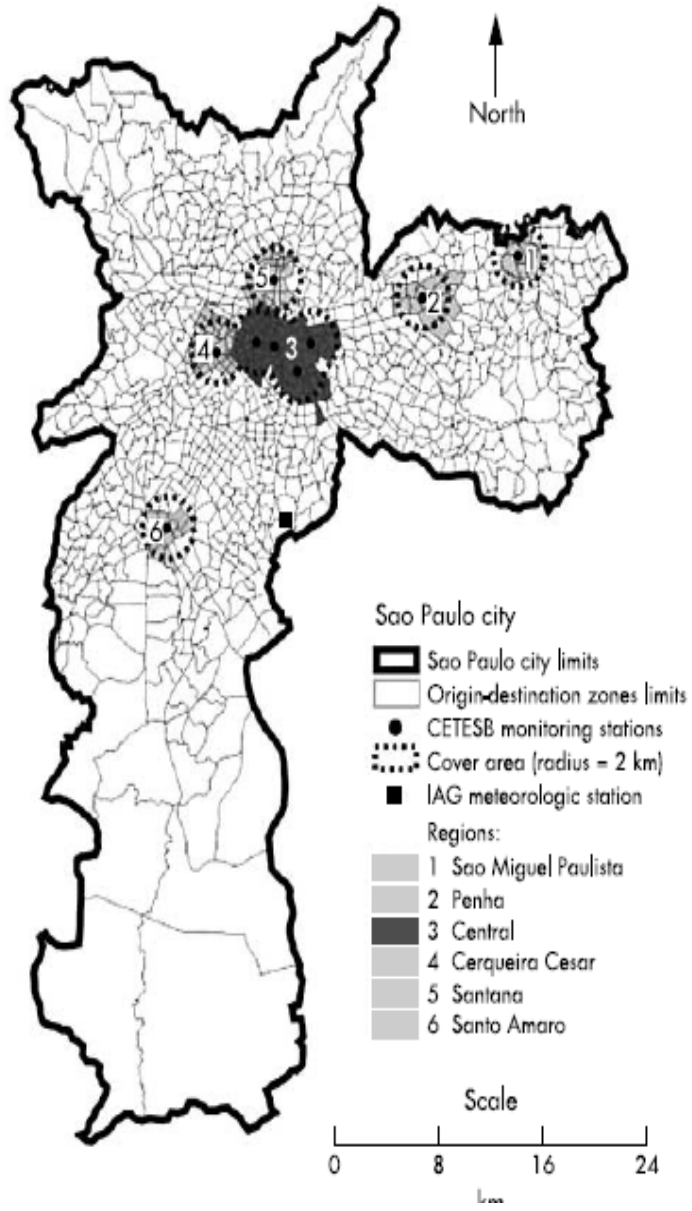 North
1
5
2
4
3
6
Sao Paulo city
Sao Paulo city limits
Origin-destination zones limits
CETESB monitoring stations
Cover area (radius = 2 km)
IAG meteorologic station
Regions:
1 Sao Miguel Paulista
2 Penha
3 Central
4 Cerqueira Cesar
5 Santana
6 Santo Amaro
Scale
0 8 16 24
km